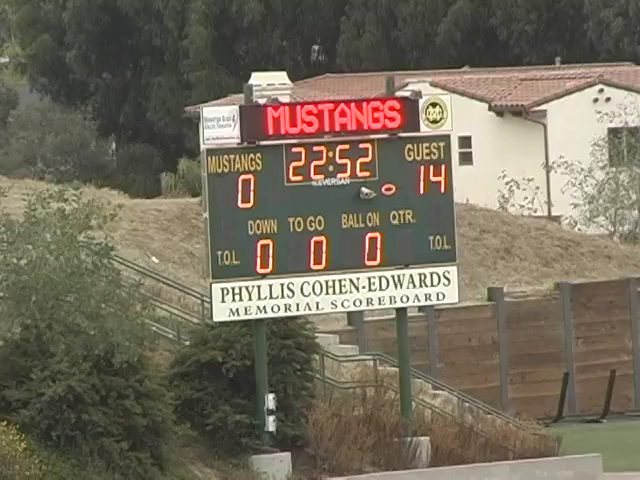 MUSTANGS
MUSTANGS 22:52 GUEST
0 14
DOWN TO GO BALL ON QTR.
T.O.L. 0 0 0 T.O.L.
PHYLLIS COHEN-EDWARDS
MEMORIAL SCOREBOARD